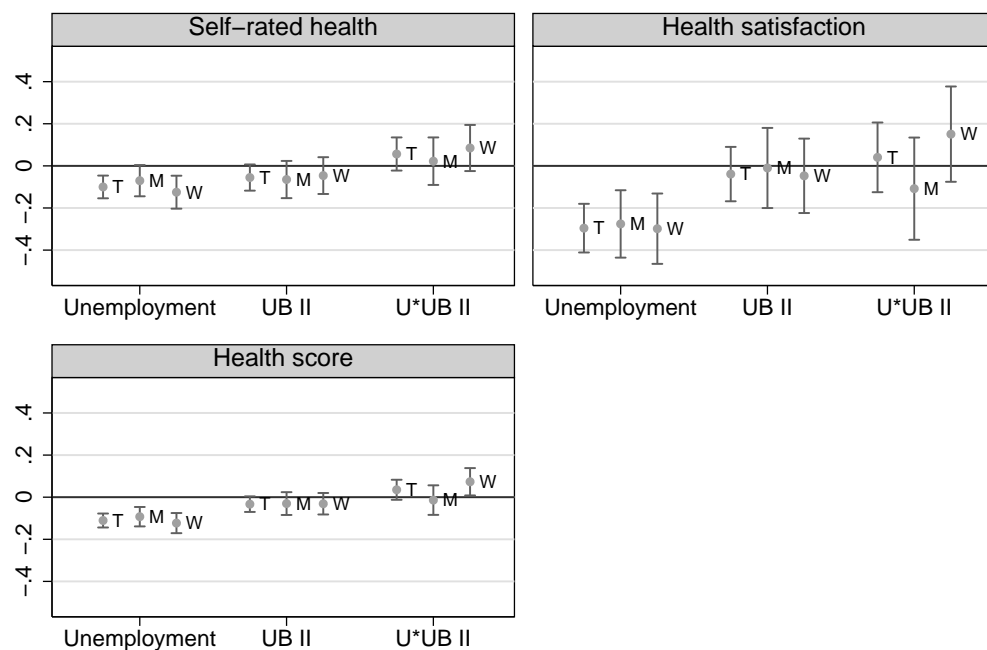 Self−rated health
Health satisfaction
.4
.2
0
−.2
−.4
T
M
W
T
M
W
T
M
W
T
M
W
T
M
W
T
M
W
Unemployment
UB II
U*UB II
Unemployment
UB II
U*UB II
Health score
.4
.2
0
−.2
−.4
T
M
W
T
M
W
T
M
W
Unemployment
UB II
U*UB II